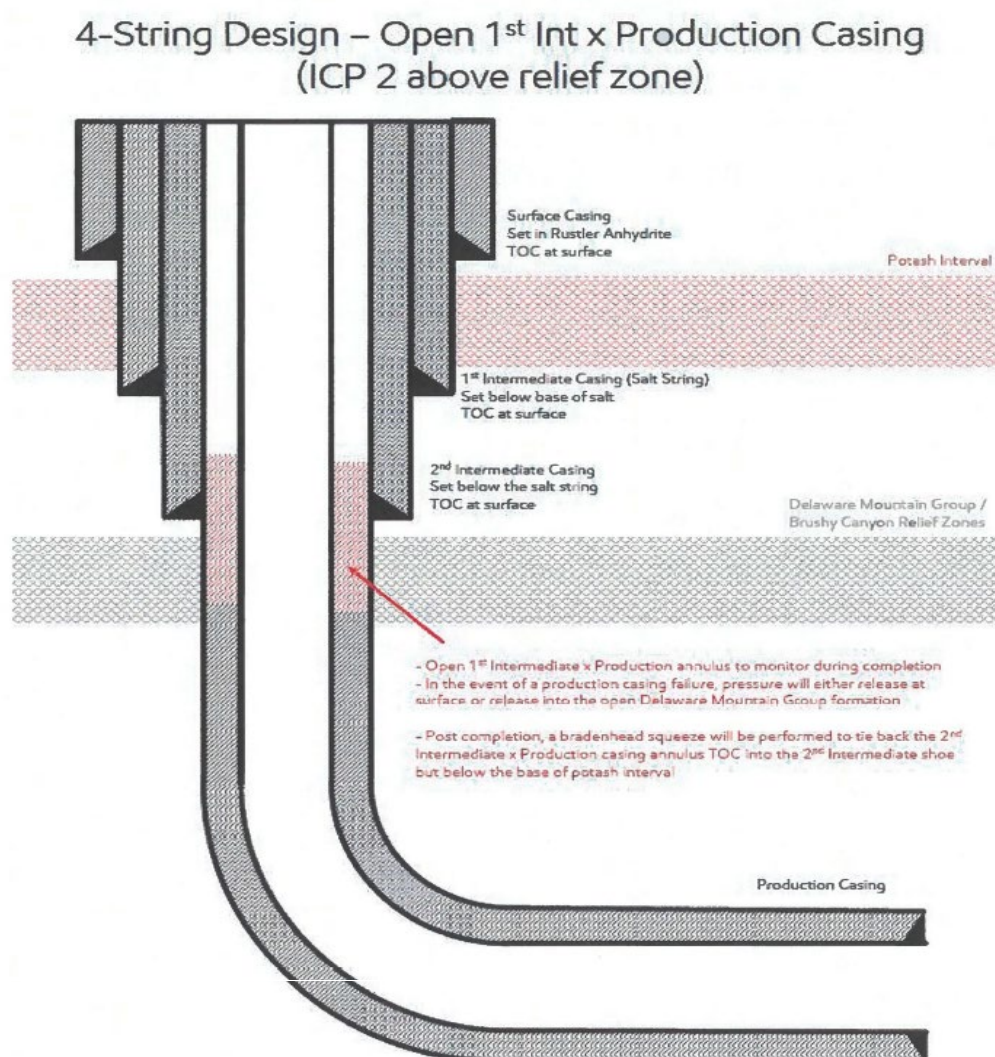 4-String Design – Open 1st Int x Production Casing
(ICP 2 above relief zone)
Surface Casing
Set in Rustler Anhydrite
TOC at surface
Potash Interval
1st Intermediate Casing (Salt String)
Set below base of salt
TOC at surface
2nd Intermediate Casing
Set below the salt string
TOC at surface
Delaware Mountain Group /
Brushy Canyon Relief Zones
- Open 1st Intermediate x Production annulus to monitor during completion
- In the event of a production casing failure, pressure will either release at
surface or release into the open Delaware Mountain Group formation
- Post completion, a bradenhead squeeze will be performed to tie back the 2nd
Intermediate x Production casing annulus TOC into the 2nd Intermediate shoe
but below the base of potash interval
Production Casing